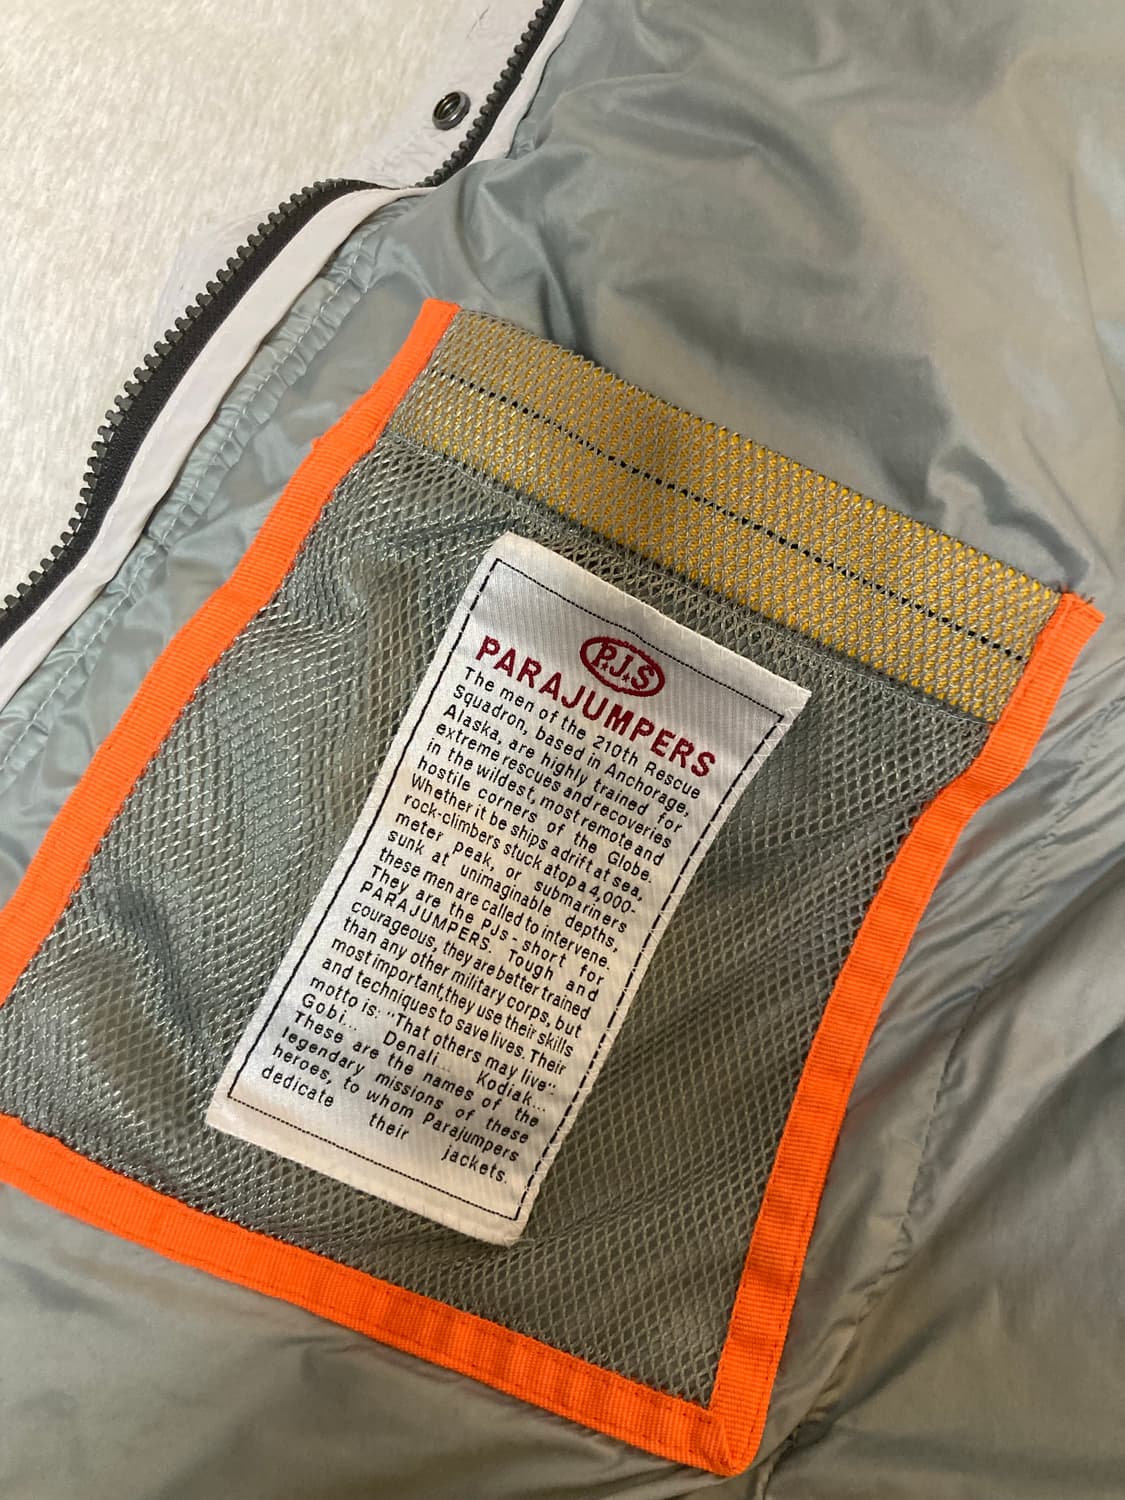 P.J.S
PARAJUMPERS
The men of the 210th Rescue
Squadron, based in Anchorage,
Alaska, are highly trained for
extreme rescues and recoveries
in the wildest, most remote and
hostile corners of the Globe.
Whether it be ships adrift at sea,
rock-climbers stuck atop a 4,000-
meter peak, or submariners
sunk at unimaginable depths,
these men are called to intervene.
They are the PJs - short for
PARAJUMPERS. Tough and
courageous, they are better trained
than any other military corps, but
most important, they use their skills
and techniques to save lives. Their
motto is: "That others may live".
Gobi... Denali... Kodiak...
These are the names of the
legendary missions of these
heroes, to whom Parajumpers
dedicate their jackets.